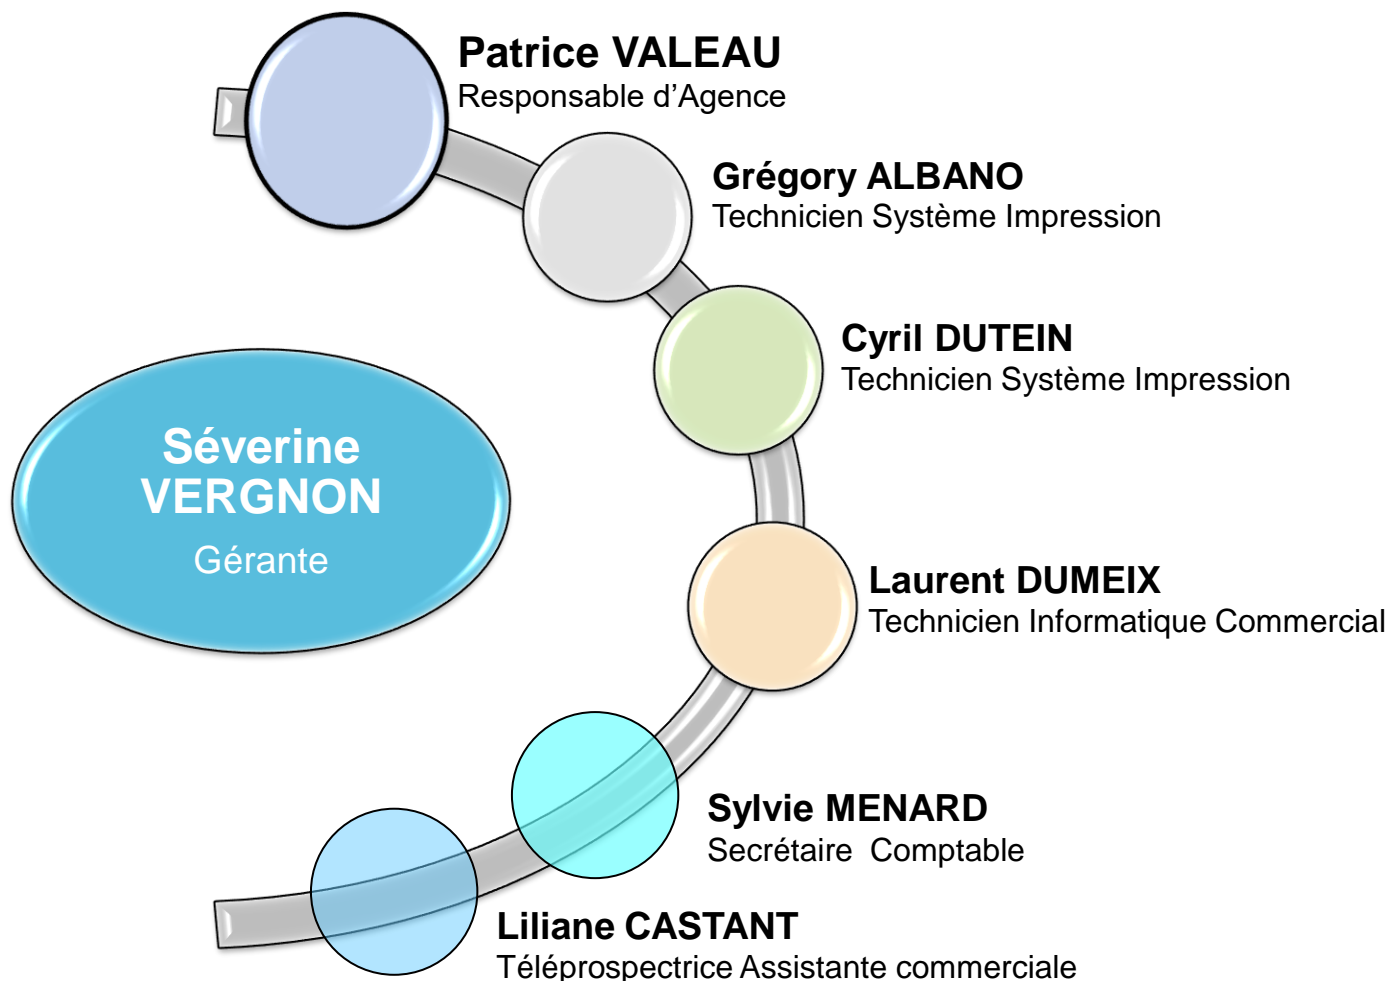 Patrice VALEAU
Responsable d’Agence
Grégory ALBANO
Technicien Système Impression
Cyril DUTEIN
Technicien Système Impression
Séverine
VERGNON
Gérante
Laurent DUMEIX
Technicien Informatique Commercial
Sylvie MENARD
Secrétaire  Comptable
Liliane CASTANT
Téléprospectrice Assistante commerciale